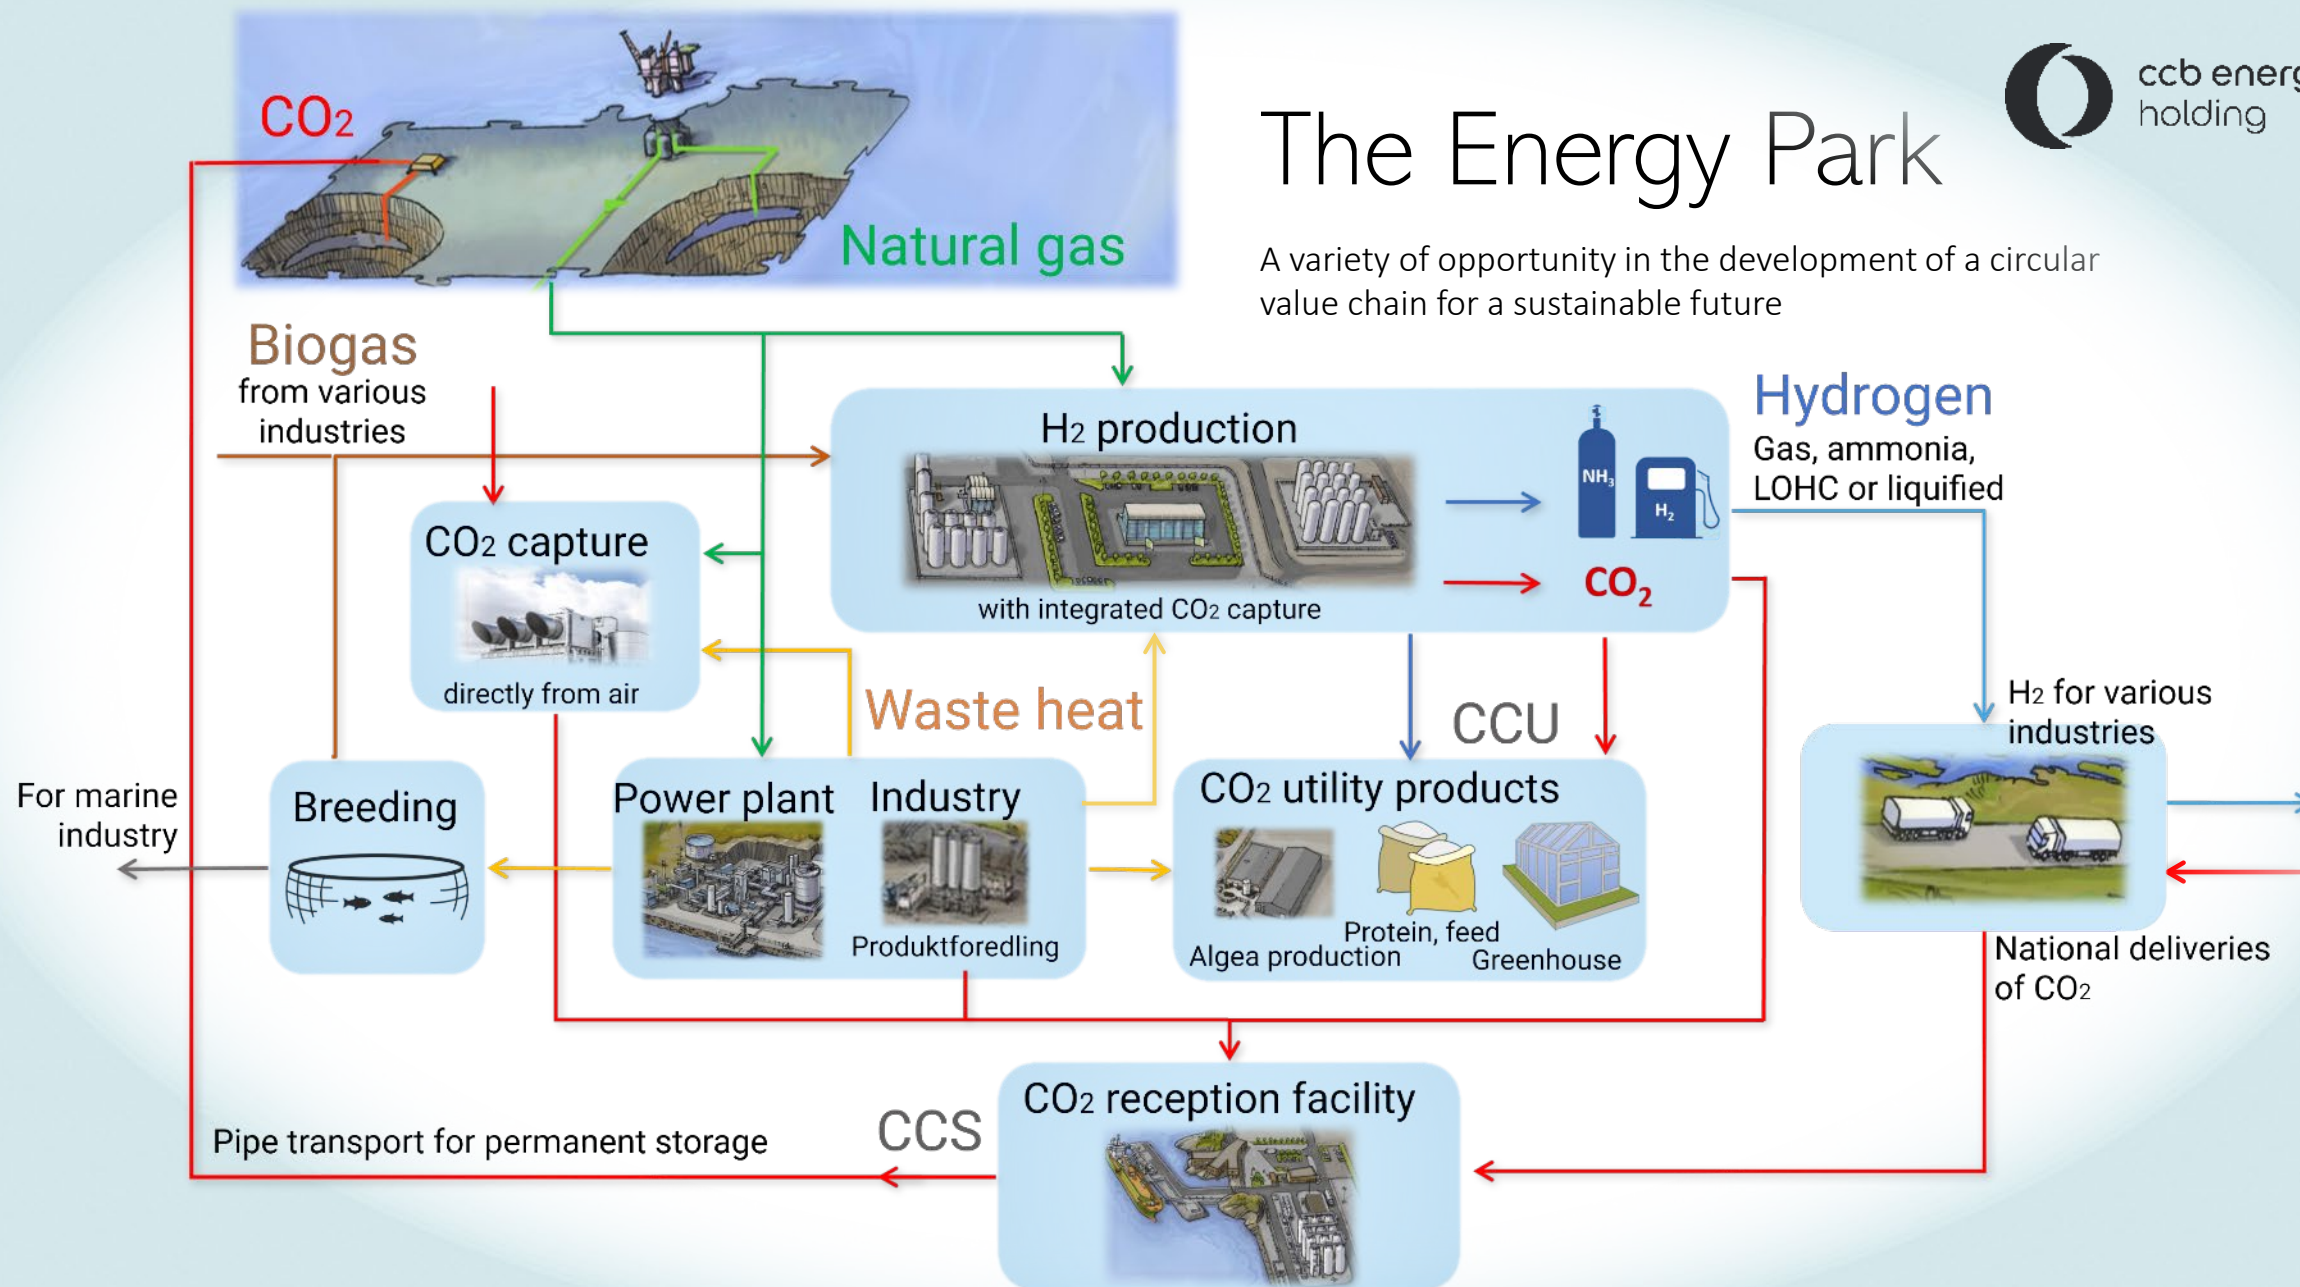 CO2
Natural gas
The Energy Park
ccb energ
holding
A variety of opportunity in the development of a circular
value chain for a sustainable future
Biogas
from various
industries
H2 production
with integrated CO2 capture
NH3
H2
CO2
Hydrogen
Gas, ammonia,
LOHC or liquified
CO2 capture
directly from air
Waste heat
CCU
H2 for various
industries
For marine
industry
Breeding
Power plant
Industry
Produktforedling
CO2 utility products
Algea production
Protein, feed
Greenhouse
National deliveries
of CO2
CO2 reception facility
CCS
Pipe transport for permanent storage